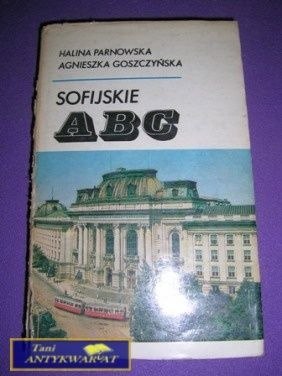 HALINA PARNOWSKA
AGNIESZKA GOSZCZYŃSKA
SOFIJSKIE
ABC
Tani
ANTYKWARIAT